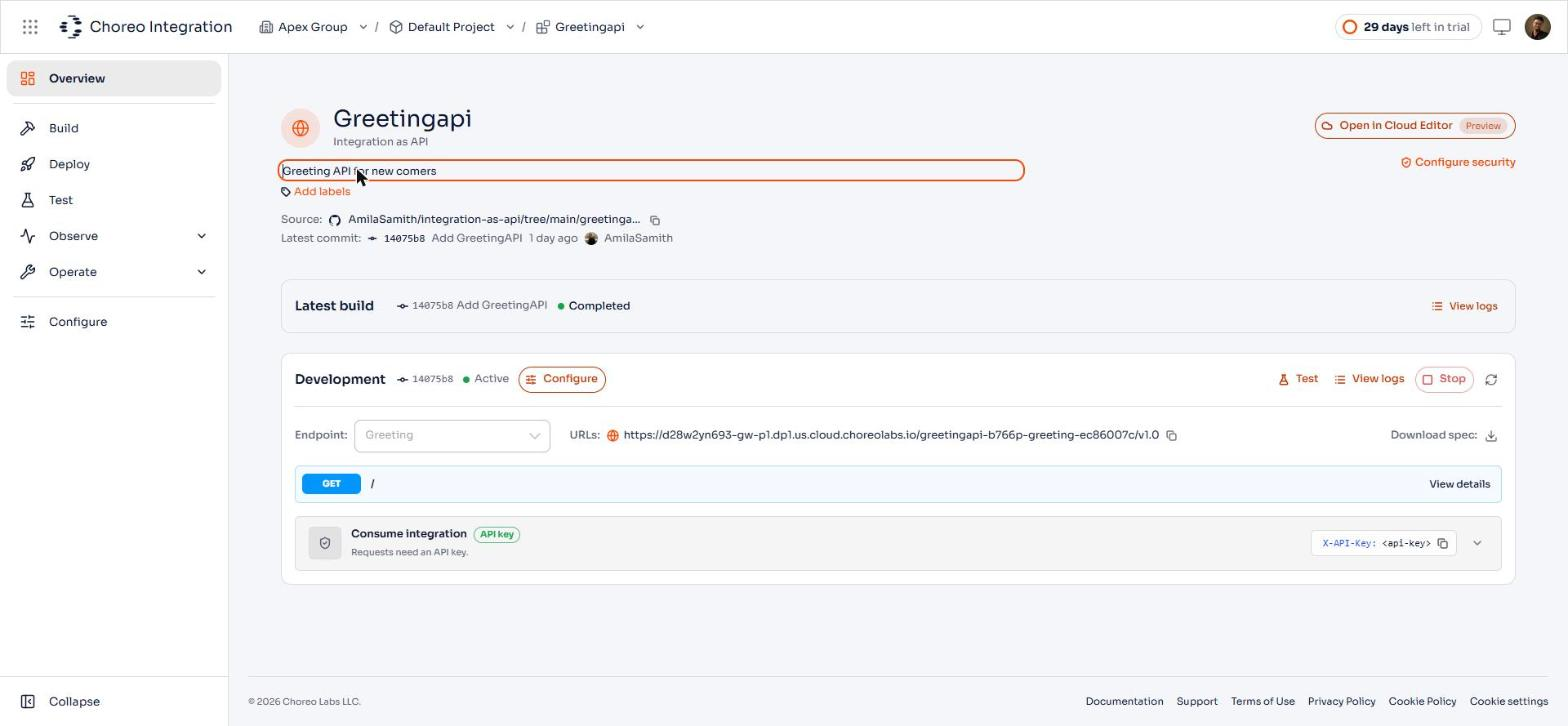 Choreo Integration Apex Group / Default Project / Greetingapi 29 days left in trial
Overview
Build
Deploy
Test
Observe
Operate
Configure
Collapse
Greetingapi
Integration as API
Open in Cloud Editor Preview
Configure security
Greeting API for new comers
Add labels
Source: AmilaSamith/integration-as-api/tree/main/greetinga...
Latest commit: 14075b8 Add GreetingAPI 1 day ago AmilaSamith
Latest build 14075b8 Add GreetingAPI Completed View logs
Development 14075b8 Active Configure Test View logs Stop
Endpoint: Greeting URLs: https://d28w2yn693-gw-p1.dp1.us.cloud.choreolabs.io/greetingapi-b766p-greeting-ec86007c/v1.0 Download spec:
GET / View details
Consume integration API key
Requests need an API key.
X-API-Key: <api-key>
© 2026 Choreo Labs LLC. Documentation Support Terms of Use Privacy Policy Cookie Policy Cookie settings